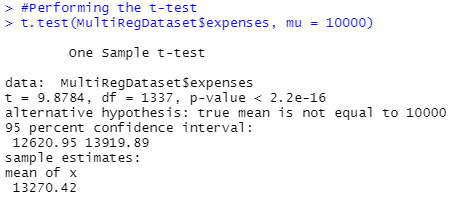 > #Performing the t-test
> t.test(MultiRegDataset$expenses, mu = 10000)
One Sample t-test
data:  MultiRegDataset$expenses
t = 9.8784, df = 1337, p-value < 2.2e-16
alternative hypothesis: true mean is not equal to 10000
95 percent confidence interval:
 12620.95 13919.89
sample estimates:
mean of x
 13270.42